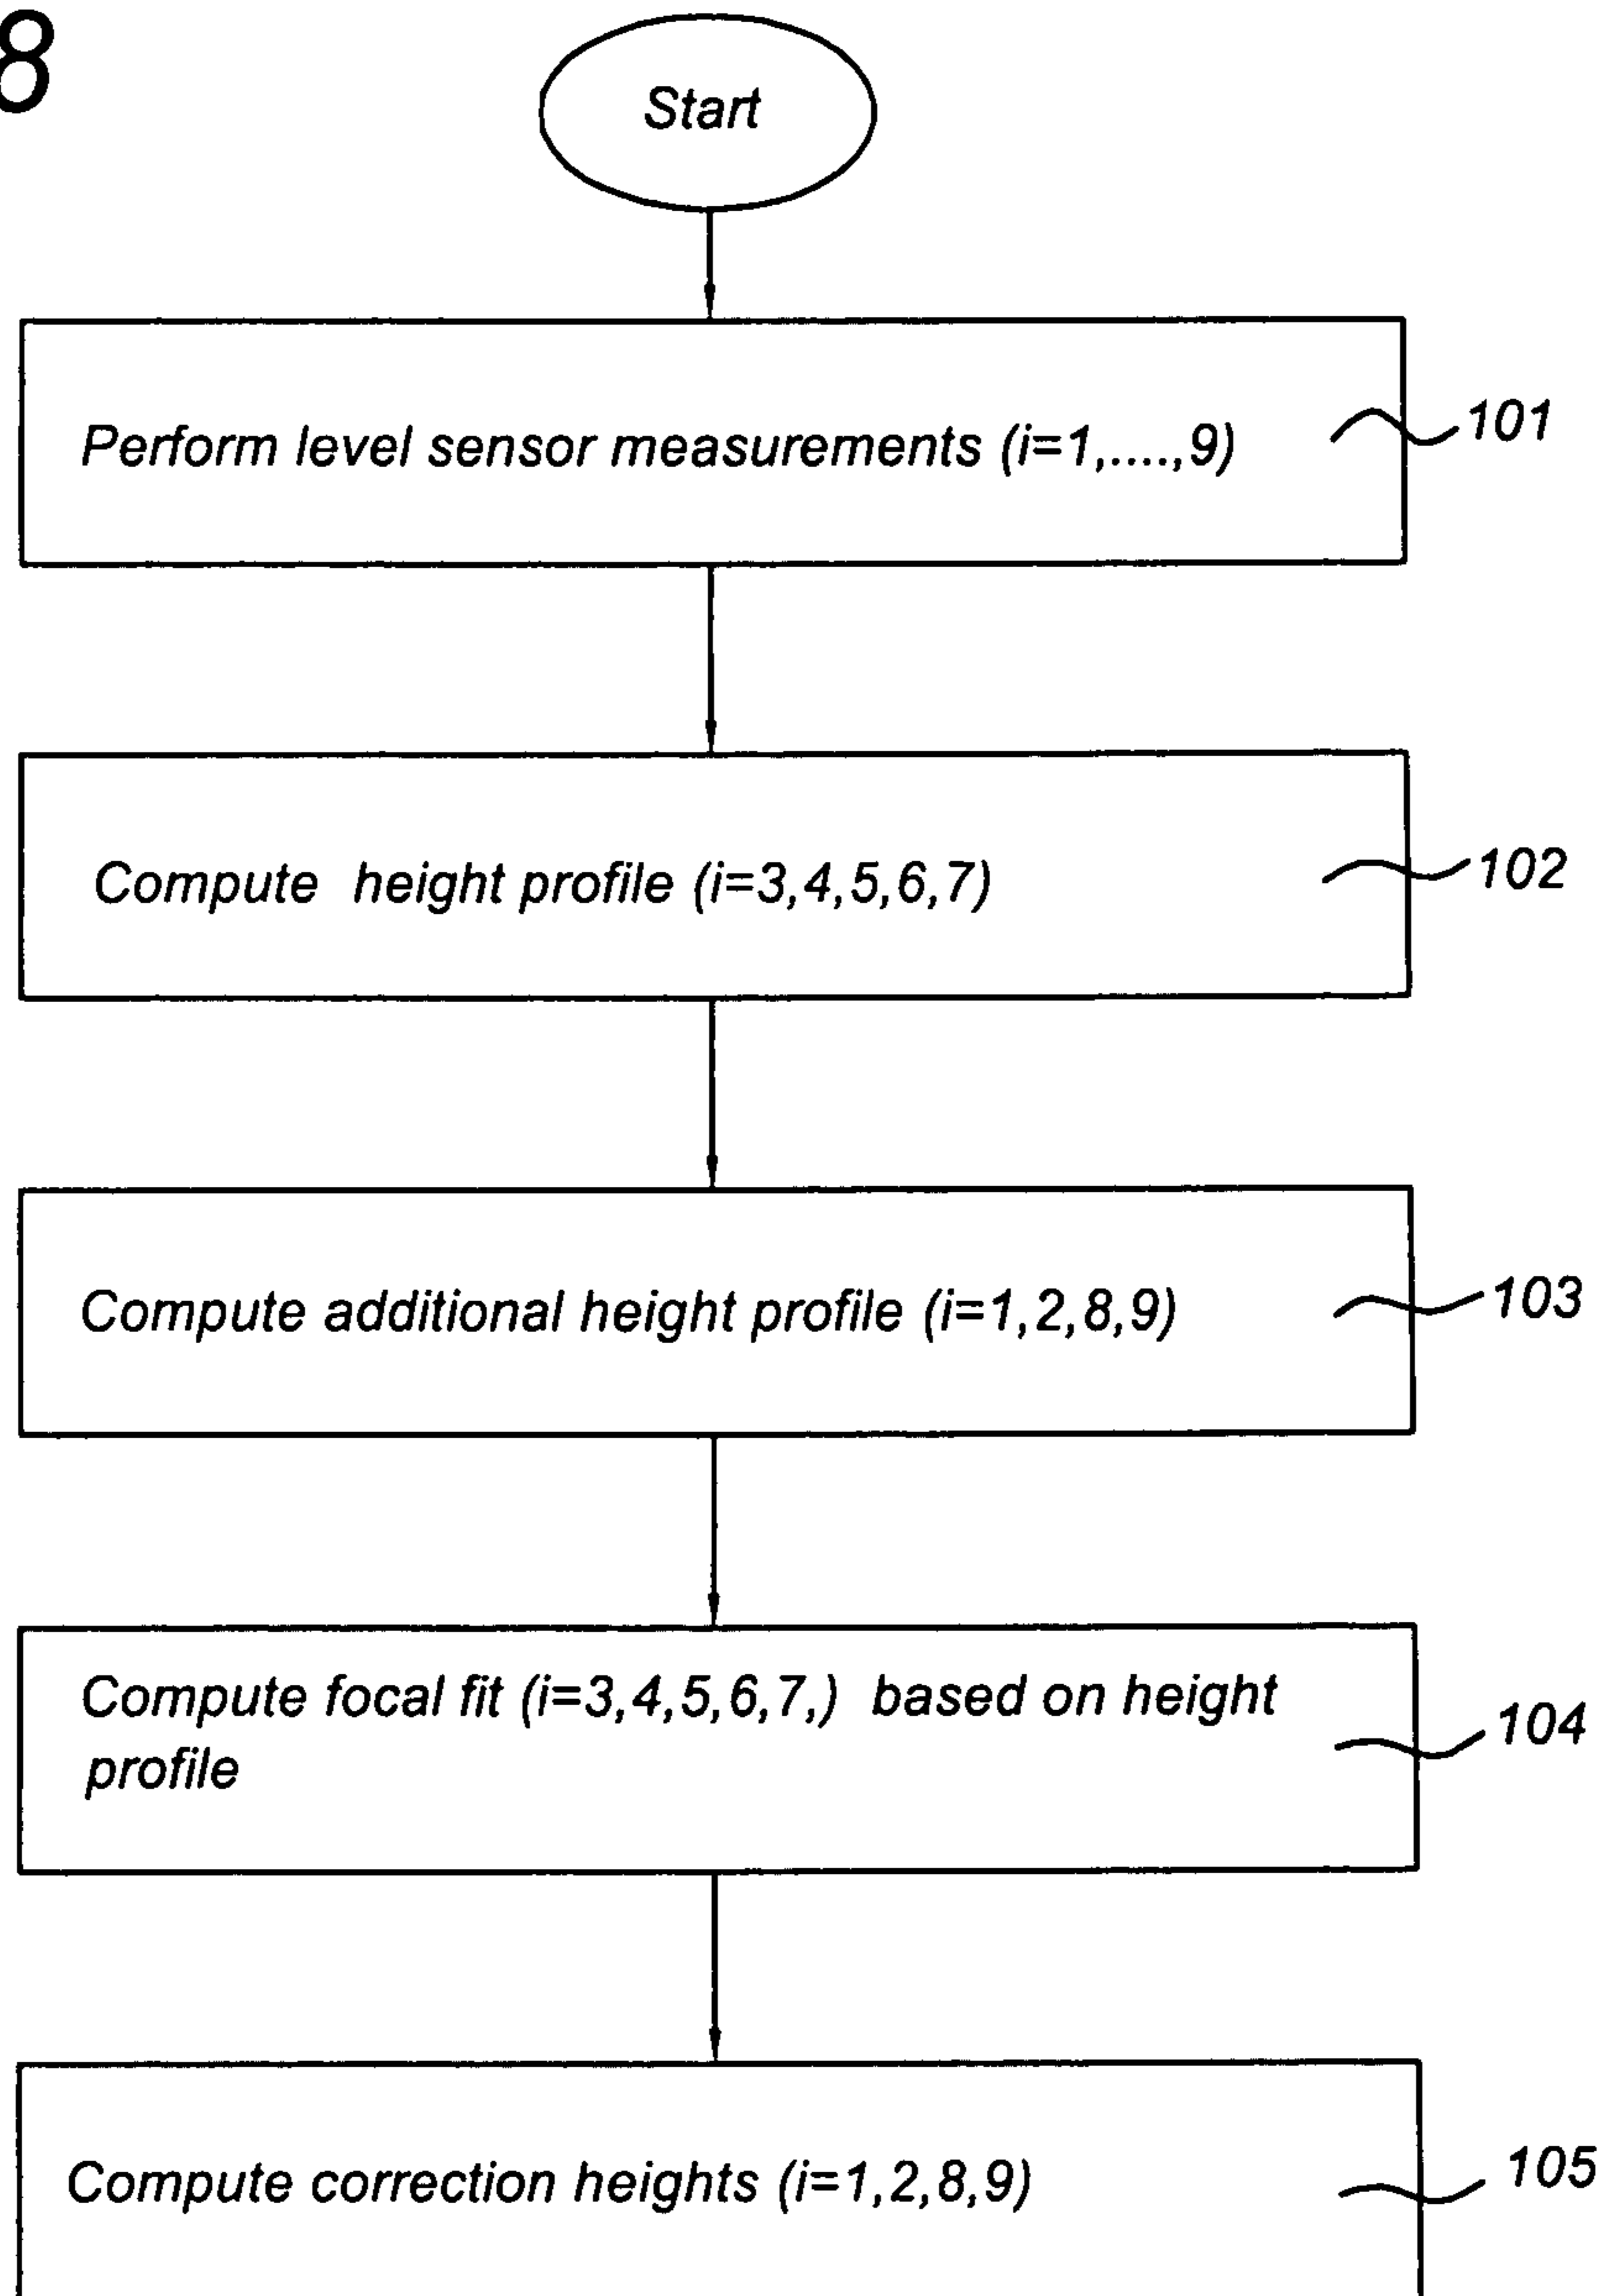 8
Start
Perform level sensor measurements (i=1,....,9)
101
Compute height profile (i=3,4,5,6,7)
102
Compute additional height profile (i=1,2,8,9)
103
Compute focal fit (i=3,4,5,6,7,) based on height
profile
104
Compute correction heights (i=1,2,8,9)
105